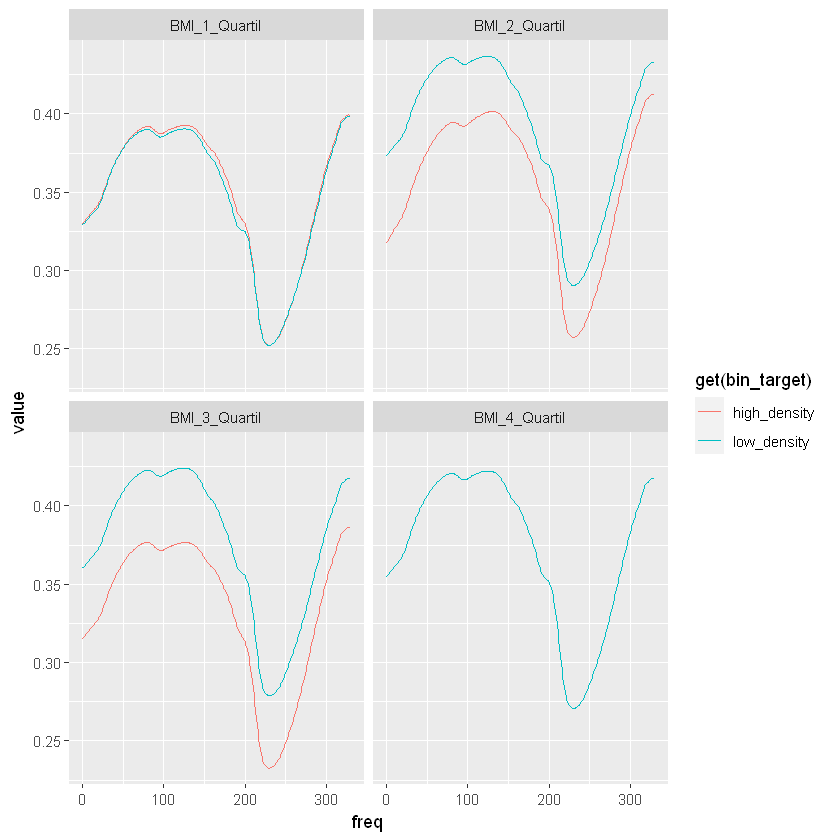 BMI_1_Quartil
BMI_2_Quartil
0.40
0.35
0.30
0.25
BMI_3_Quartil
BMI_4_Quartil
0.40
0.35
0.30
0.25
0
100
200
300
0
100
200
300
freq
value
get(bin_target)
high_density
low_density